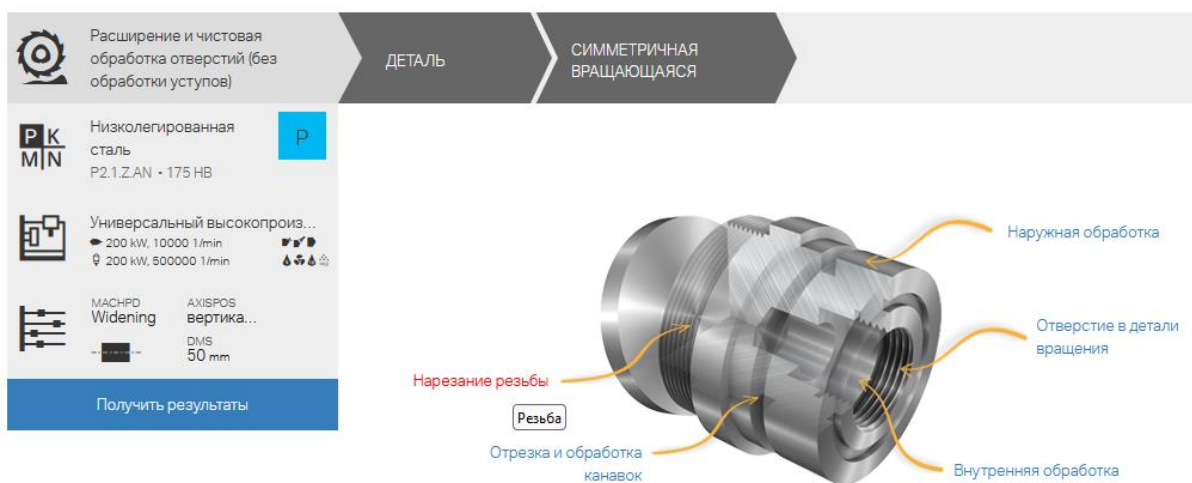 Расширение и чистовая
обработка отверстий (без
обработки уступов)
ДЕТАЛЬ
СИММЕТРИЧНАЯ
ВРАЩАЮЩАЯСЯ
P K
M N
Низколегированная
сталь
P
P2.1.Z.AN • 175 HB
Универсальный высокопроиз...
200 kW, 10000 1/min
200 kW, 500000 1/min
MACHPD
Widening
AXISPOS
вертика...
DMS
50 mm
Получить результаты
Наружная обработка
Отверстие в детали
вращения
Нарезание резьбы
Резьба
Отрезка и обработка
канавок
Внутренняя обработка